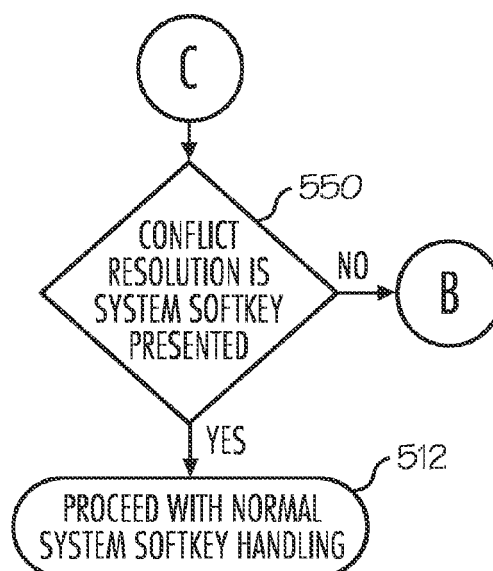 C
550
CONFLICT
RESOLUTION IS
SYSTEM SOFTKEY
PRESENTED
NO
B
YES
512
PROCEED WITH NORMAL
SYSTEM SOFTKEY HANDLING